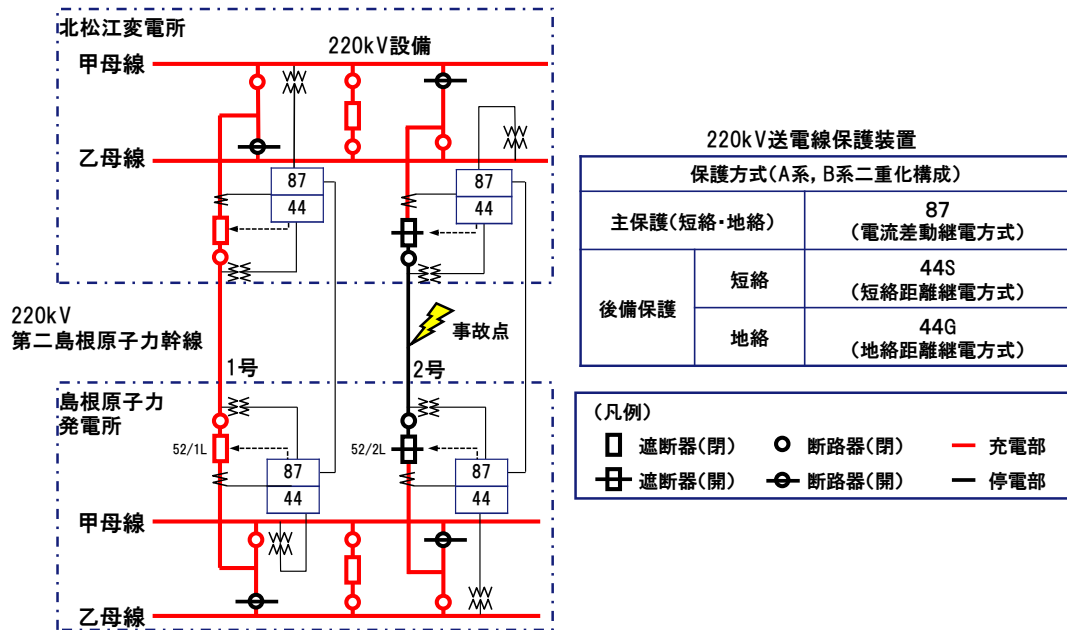 北松江変電所
220kV設備
甲母線
乙母線
87
44
87
44
220kV
第二島根原子力幹線
事故点
1号
2号
島根原子力
発電所
52/1L
52/2L
87
44
87
44
甲母線
乙母線
220kV送電線保護装置
保護方式(A系,B系二重化構成)
主保護(短絡・地絡)
87
(電流差動継電方式)
後備保護
短絡
44S
(短絡距離継電方式)
地絡
44G
(地絡距離継電方式)
(凡例)
遮断器(閉)
断路器(閉)
充電部
遮断器(開)
断路器(開)
停電部